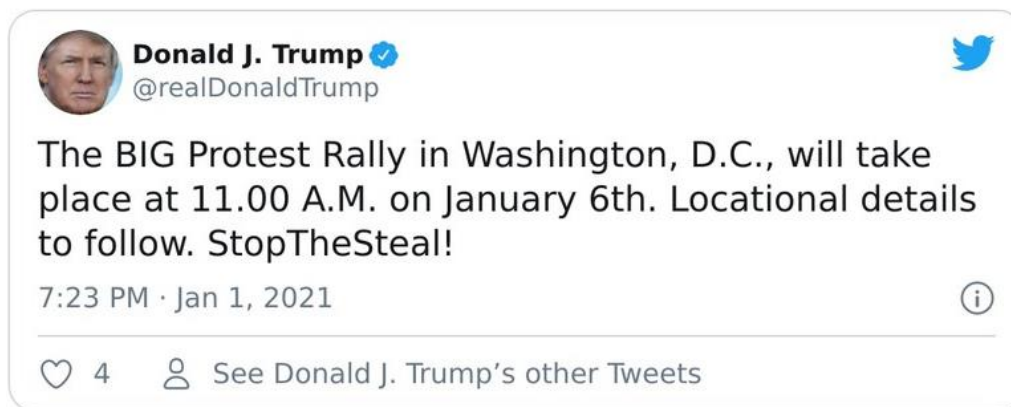 Donald J. Trump
@realDonaldTrump
The BIG Protest Rally in Washington, D.C., will take
place at 11.00 A.M. on January 6th. Locational details
to follow. StopTheSteal!
7:23 PM · Jan 1, 2021
4 See Donald J. Trump’s other Tweets